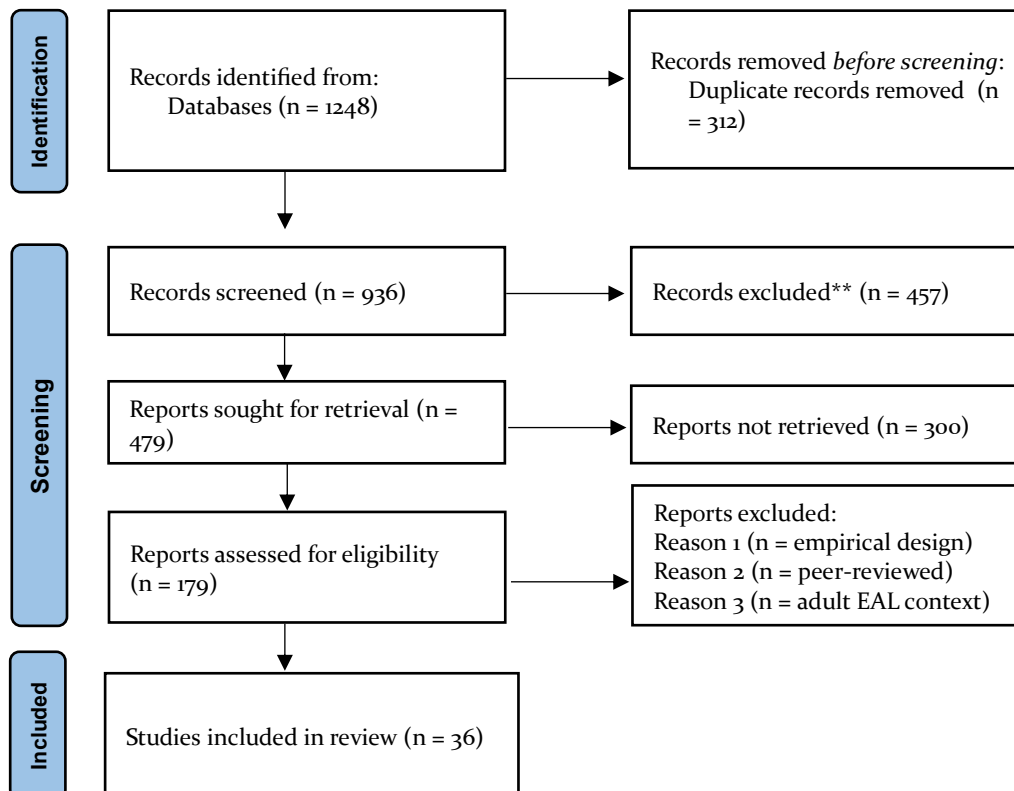 Identification
Records identified from:
Databases (n = 1248)
Records removed before screening:
Duplicate records removed (n
= 312)
Screening
Records screened (n = 936)
Records excluded** (n = 457)
Reports sought for retrieval (n =
479)
Reports not retrieved (n = 300)
Reports assessed for eligibility
(n = 179)
Reports excluded:
Reason 1 (n = empirical design)
Reason 2 (n = peer-reviewed)
Reason 3 (n = adult EAL context)
Included
Studies included in review (n = 36)